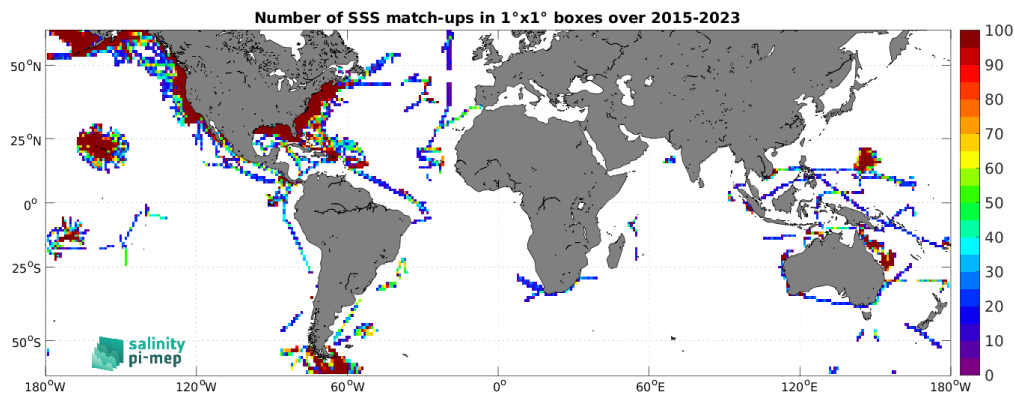 Number of SSS match-ups in 1°x1° boxes over 2015-2023
50°N
25°N
0°
25°S
50°S
180°W
120°W
60°W
0°
60°E
120°E
180°W
100
90
80
70
60
50
40
30
20
10
0
salinity
pi-mep